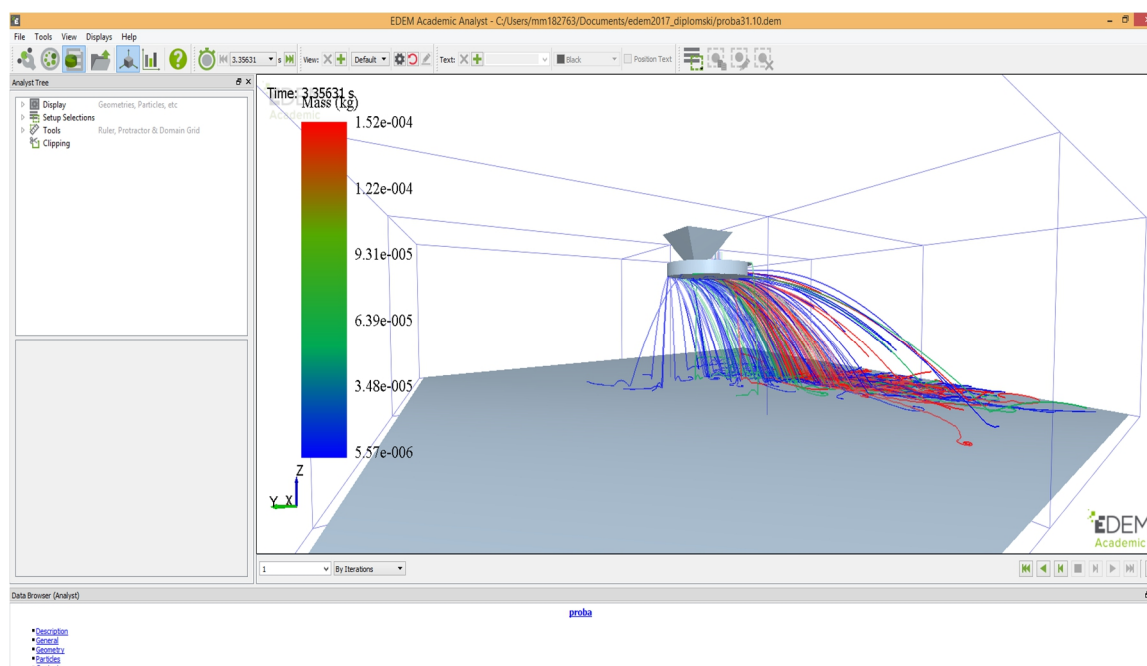 EDEM Academic Analyst - C:/Users/mm182763/Documents/edem2017_diplomski/proba31.10.dem
File Tools View Displays Help
3.35631 s View: Default Text: Black Position Text
Analyst Tree
Display Geometries, Particles, etc
Setup Selections
Tools Ruler, Protractor & Domain Grid
Clipping
Time: 3.35631 s
Mass (kg)
Academic
1.52e-004
1.22e-004
9.31e-005
6.39e-005
3.48e-005
5.57e-006
Z
Y X
EDEM
Academic
1 By Iterations
Data Browser (Analyst)
proba
Description
General
Geometry
Particles